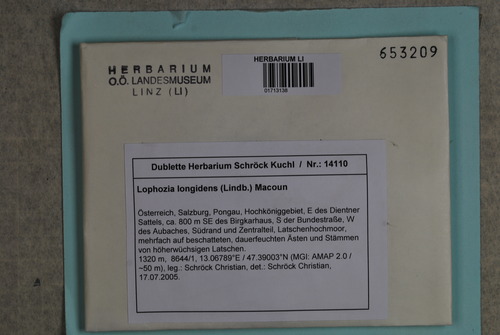 HERBARIUM
O.Ö. LANDESMUSEUM
LINZ (LI)
HERBARIUM LI
01713138
653209
Dublette Herbarium Schröck Kuchl / Nr.: 14110
Lophozia longidens (Lindb.) Macoun
Österreich, Salzburg, Pongau, Hochköniggebiet, E des Dientner
Sattels, ca. 800 m SE des Birgkarhaus, S der Bundestraße, W
des Aubaches, Südrand und Zentralteil, Latschenhochmoor,
mehrfach auf beschatteten, dauerfeuchten Ästen und Stämmen
von höherwüchsigen Latschen.
1320 m, 8644/1, 13.06789°E / 47.39003°N (MGI: AMAP 2.0 /
~50 m), leg.: Schröck Christian, det.: Schröck Christian,
17.07.2005.